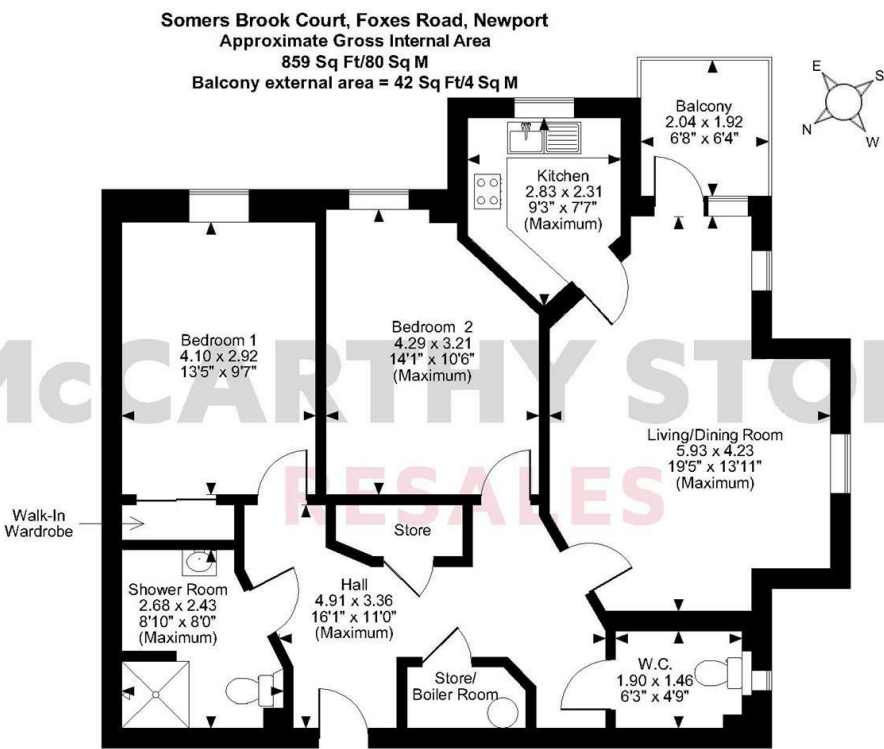 Somers Brook Court, Foxes Road, Newport
Approximate Gross Internal Area
859 Sq Ft/80 Sq M
Balcony external area = 42 Sq Ft/4 Sq M
E
S
N
W
Balcony
2.04 x 1.92
6'8" x 6'4"
Kitchen
2.83 x 2.31
9'3" x 7'7"
(Maximum)
Bedroom 1
4.10 x 2.92
13'5" x 9'7"
Bedroom 2
4.29 x 3.21
14'1" x 10'6"
(Maximum)
McCARTHY STO
RESALES
Living/Dining Room
5.93 x 4.23
19'5" x 13'11"
(Maximum)
Walk-In
Wardrobe
Store
Shower Room
2.68 x 2.43
8'10" x 8'0"
(Maximum)
Hall
4.91 x 3.36
16'1" x 11'0"
(Maximum)
Store/
Boiler Room
W.C.
1.90 x 1.46
6'3" x 4'9"